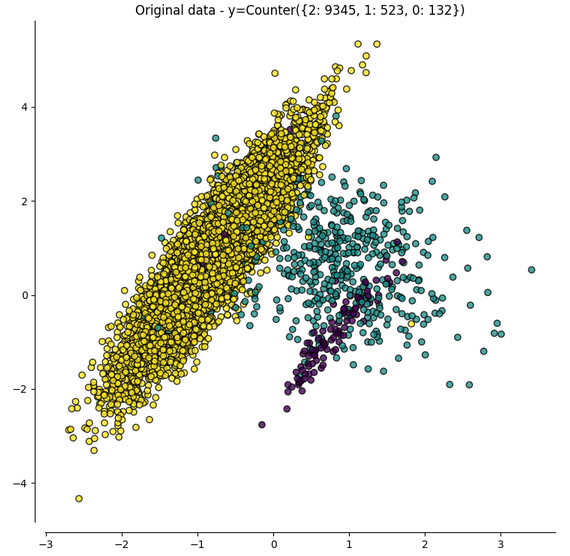 Original data - y=Counter({2: 9345, 1: 523, 0: 132})
4
2
0
−2
−4
−3 −2 −1 0 1 2 3